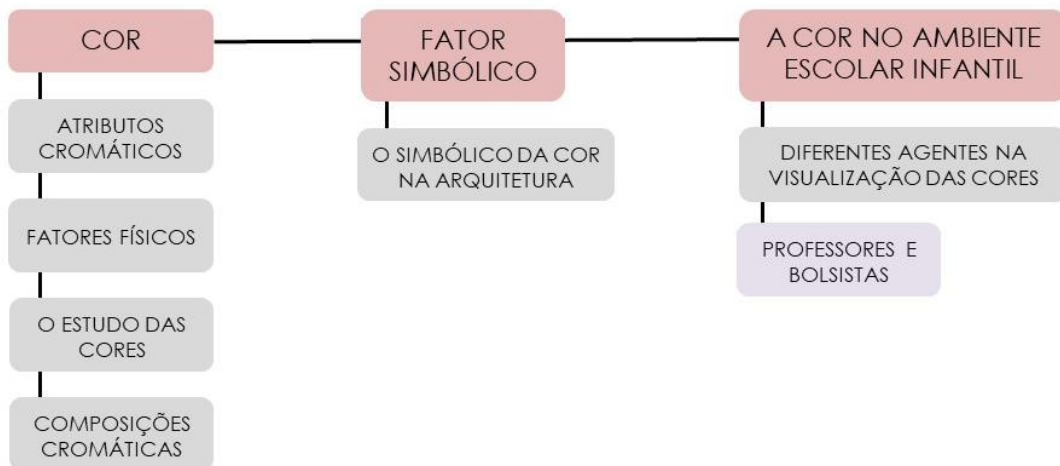 COR
ATRIBUTOS
CROMÁTICOS
FATORES FÍSICOS
O ESTUDO DAS
CORES
COMPOSIÇÕES
CROMÁTICAS
FATOR
SIMBÓLICO
O SIMBÓLICO DA COR
NA ARQUITETURA
A COR NO AMBIENTE
ESCOLAR INFANTIL
DIFERENTES AGENTES NA
VISUALIZAÇÃO DAS CORES
PROFESSORES E
BOLSISTAS